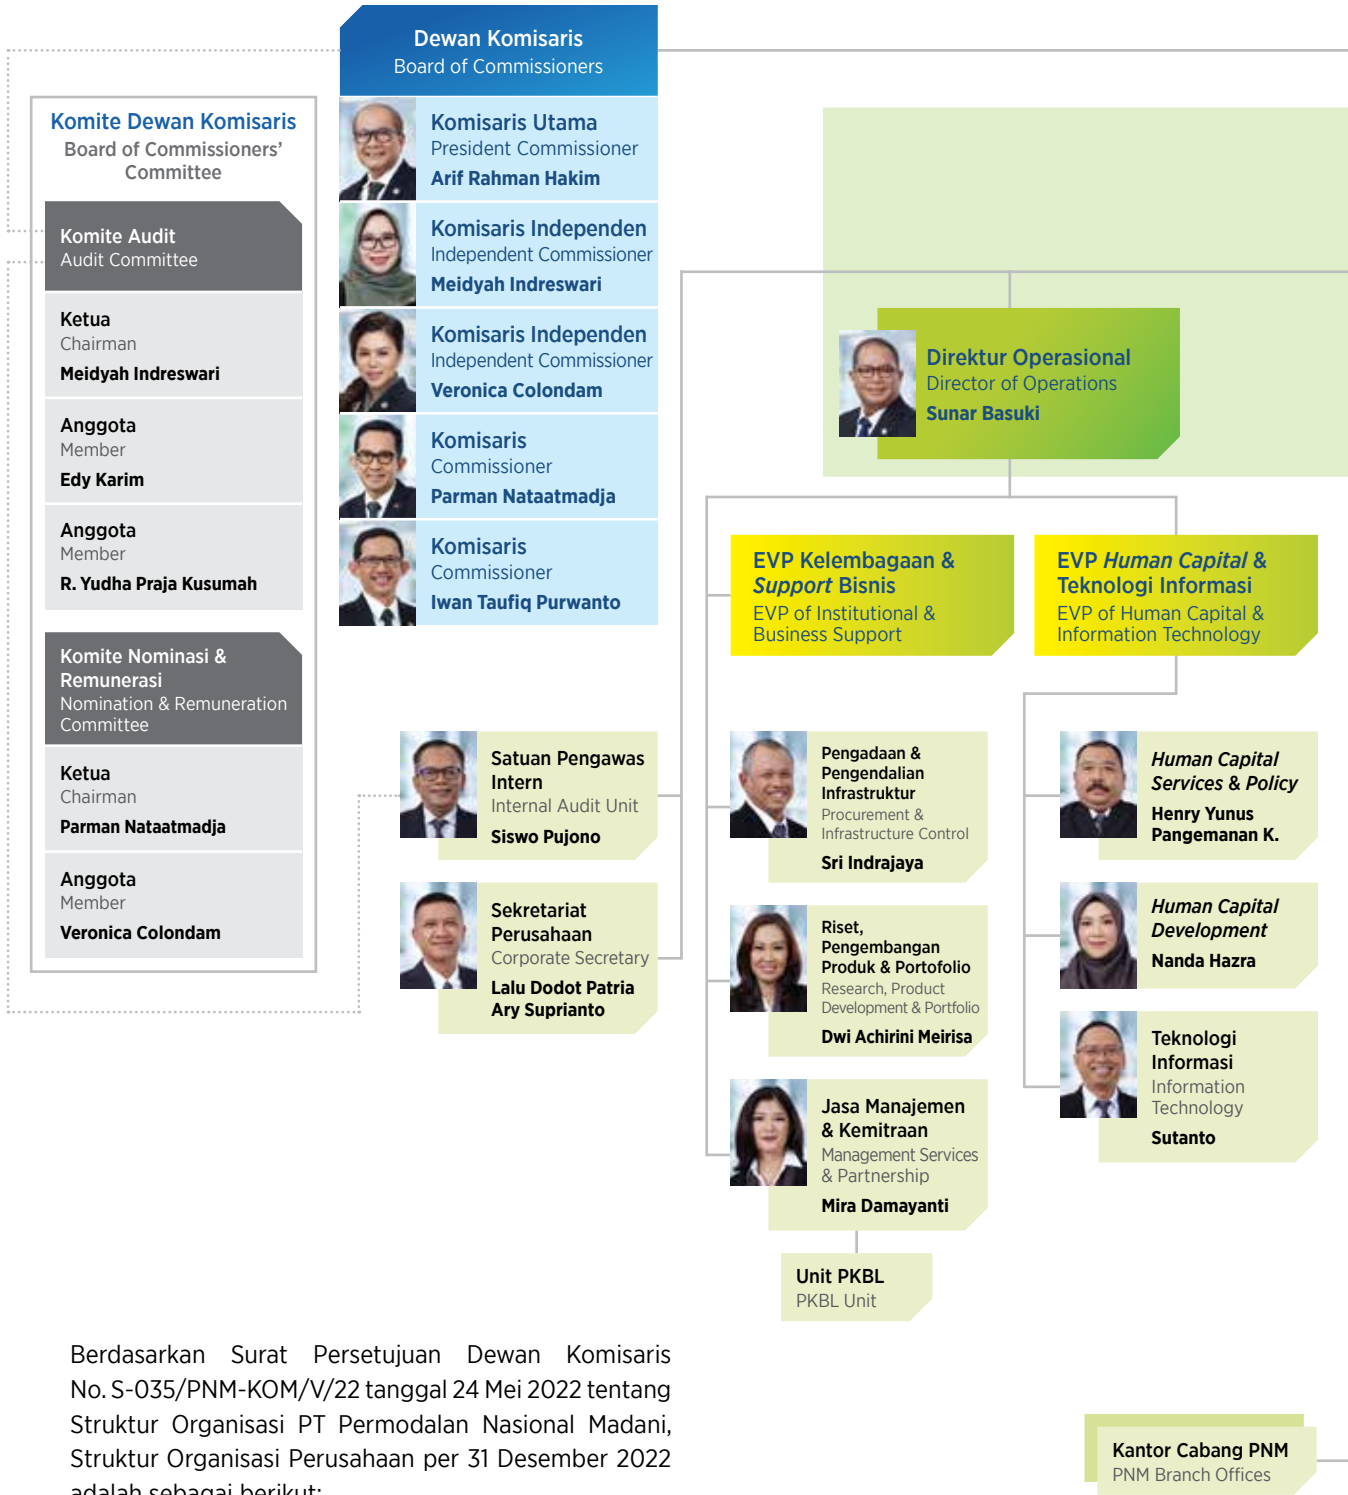 Dewan Komisaris
Board of Commissioners
Komite Dewan Komisaris
Board of Commissioners'
Committee
Komite Audit
Audit Committee
Ketua
Chairman
Meidyah Indreswari
Anggota
Member
Edy Karim
Anggota
Member
R. Yudha Praja Kusumah
Komite Nominasi &
Remunerasi
Nomination & Remuneration
Committee
Ketua
Chairman
Parman Nataatmadja
Anggota
Member
Veronica Colondam
Komisaris Utama
President Commissioner
Arif Rahman Hakim
Komisaris Independen
Independent Commissioner
Meidyah Indreswari
Komisaris Independen
Independent Commissioner
Veronica Colondam
Komisaris
Commissioner
Parman Nataatmadja
Komisaris
Commissioner
Iwan Taufiq Purwanto
Satuan Pengawas
Intern
Internal Audit Unit
Siswo Pujono
Sekretariat
Perusahaan
Corporate Secretary
Lalu Dodot Patria
Ary Suprianto
Direktur Operasional
Director of Operations
Sunar Basuki
EVP Kelembagaan &
Support Bisnis
EVP of Institutional &
Business Support
Pengadaan &
Pengendalian
Infrastruktur
Procurement &
Infrastructure Control
Sri Indrajaya
Riset,
Pengembangan
Produk & Portofolio
Research, Product
Development & Portfolio
Dwi Achirini Meirisa
Jasa Manajemen
& Kemitraan
Management Services
& Partnership
Mira Damayanti
Unit PKBL
PKBL Unit
EVP Human Capital &
Teknologi Informasi
EVP of Human Capital &
Information Technology
Human Capital
Services & Policy
Henry Yunus
Pangemanan K.
Human Capital
Development
Nanda Hazra
Teknologi
Informasi
Information
Technology
Sutanto
Berdasarkan Surat Persetujuan Dewan Komisaris
No. S-035/PNM-KOM/V/22 tanggal 24 Mei 2022 tentang
Struktur Organisasi PT Permodalan Nasional Madani,
Struktur Organisasi Perusahaan per 31 Desember 2022
adalah sebagai berikut:
Kantor Cabang PNM
PNM Branch Offices